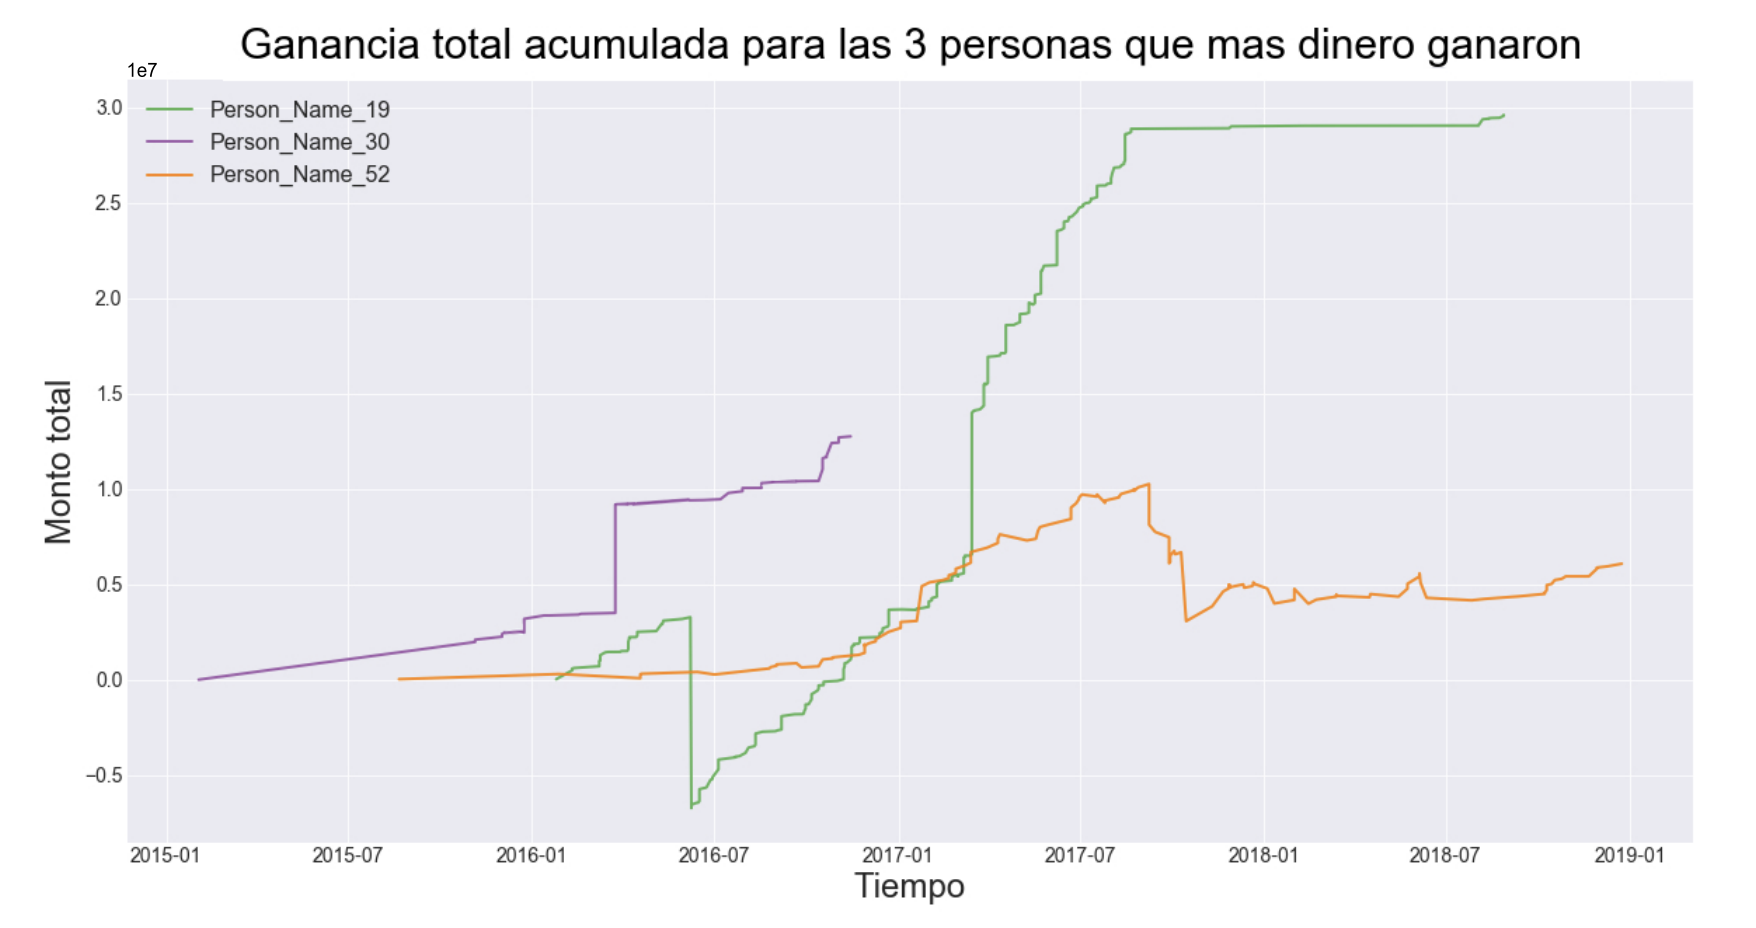 Ganancia total acumulada para las 3 personas que mas dinero ganaron
1e7
Person_Name_19
Person_Name_30
Person_Name_52
3.0
2.5
2.0
1.5
1.0
0.5
0.0
−0.5
Monto total
2015-01 2015-07 2016-01 2016-07 2017-01 2017-07 2018-01 2018-07 2019-01
Tiempo